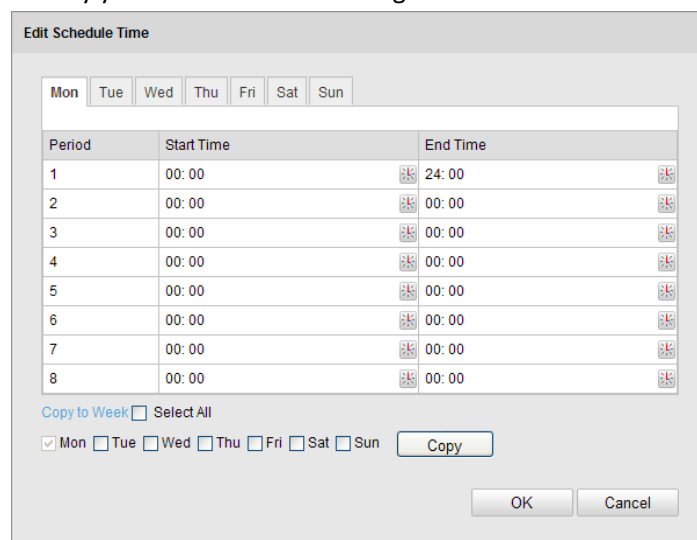 Edit Schedule Time
Mon Tue Wed Thu Fri Sat Sun
Period Start Time End Time
1 00: 00 24: 00
2 00: 00 00: 00
3 00: 00 00: 00
4 00: 00 00: 00
5 00: 00 00: 00
6 00: 00 00: 00
7 00: 00 00: 00
8 00: 00 00: 00
Copy to Week Select All
Mon Tue Wed Thu Fri Sat Sun Copy
OK Cancel